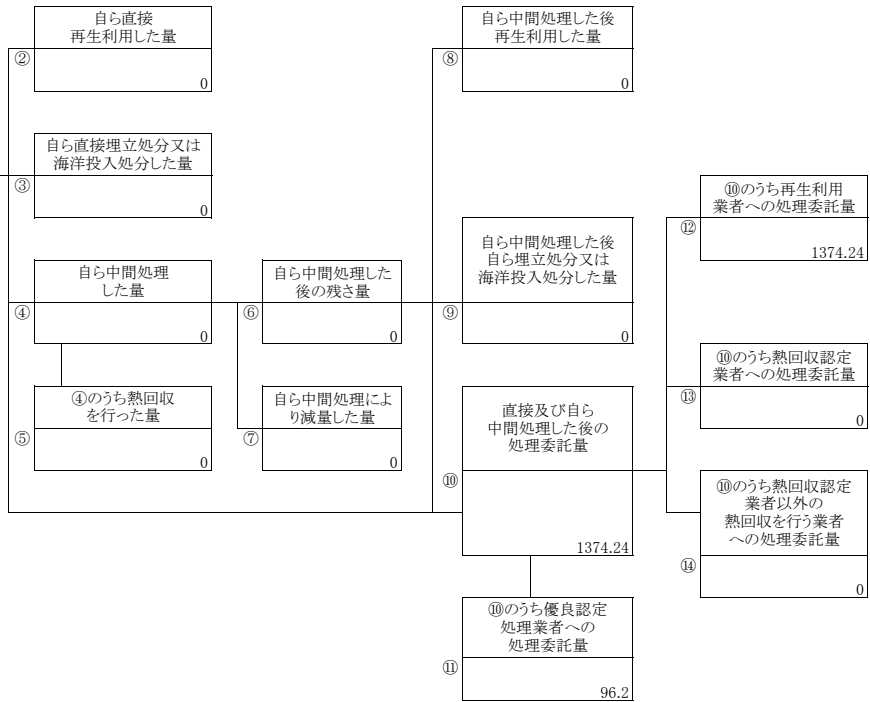 自ら直接
再生利用した量
②
0
自ら直接埋立処分又は
海洋投入処分した量
③
0
自ら中間処理
した量
④
0
④のうち熱回収
を行った量
⑤
0
自ら中間処理した
後の残さ量
⑥
0
自ら中間処理によ
り減量した量
⑦
0
自ら中間処理した後
再生利用した量
⑧
0
自ら中間処理した後
自ら埋立処分又は
海洋投入処分した量
⑨
0
直接及び自ら
中間処理した後の
処理委託量
⑩
1374.24
⑩のうち優良認定
処理業者への
処理委託量
⑪
96.2
⑩のうち再生利用
業者への処理委託量
⑫
1374.24
⑩のうち熱回収認定
業者への処理委託量
⑬
0
⑩のうち熱回収認定
業者以外の
熱回収を行う業者
への処理委託量
⑭
0